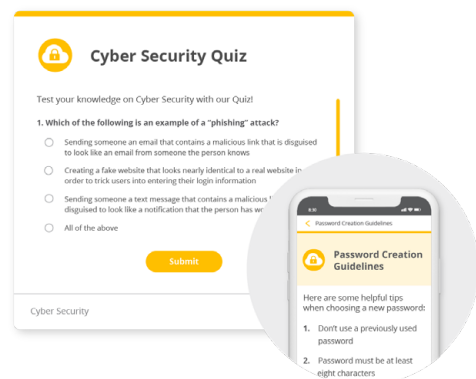 Cyber Security Quiz
Test your knowledge on Cyber Security with our Quiz!
1. Which of the following is an example of a "phishing" attack?
Sending someone an email that contains a malicious link that is disguised
to look like an email from someone the person knows
Creating a fake website that looks nearly identical to a real website in
order to trick users into entering their login information
Sending someone a text message that contains a malicious
disguised to look like a notification that the person has
All of the above
Submit
Cyber Security
Password Creation Guidelines
Password Creation
Guidelines
Here are some helpful tips
when choosing a new password:
1. Don't use a previously used
password
2. Password must be at least
eight characters